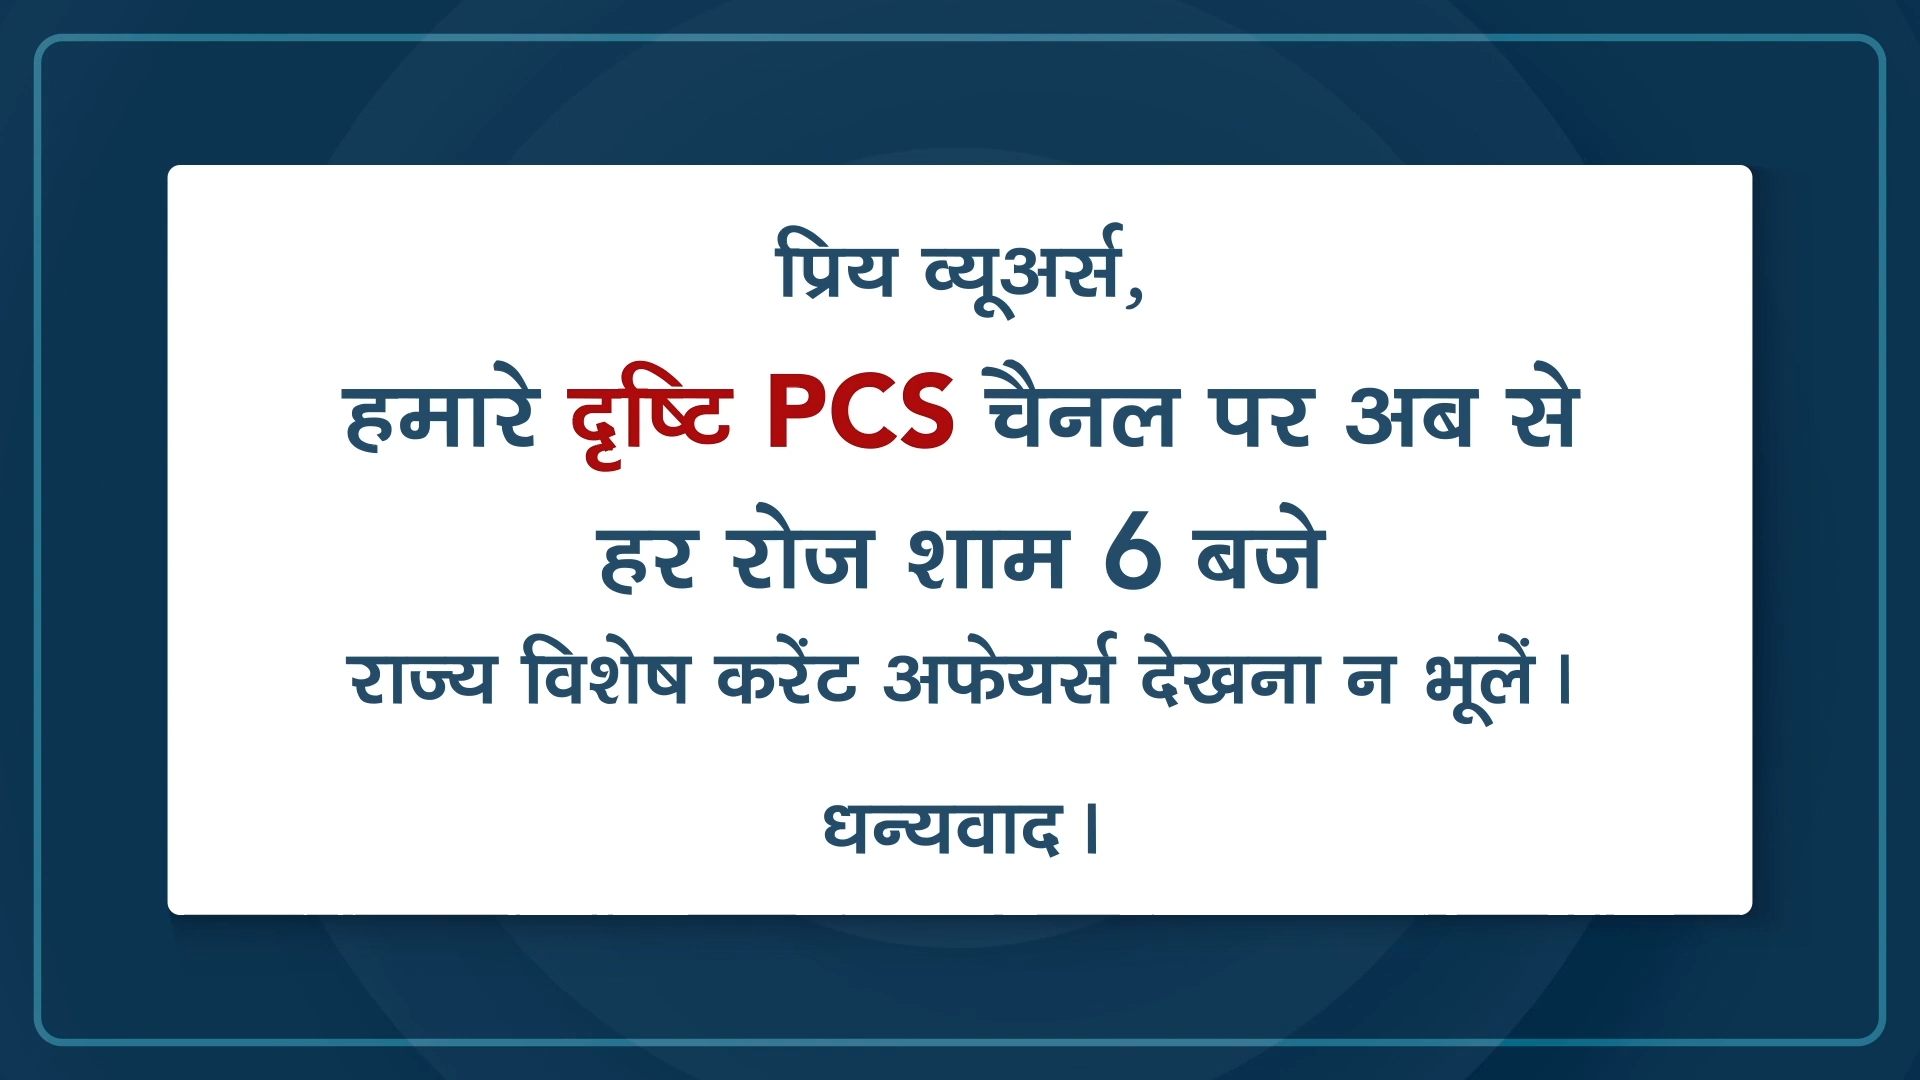 प्रिय व्यूअर्स,
हमारे दृष्टि PCS चैनल पर अब से
हर रोज शाम 6 बजे
राज्य विशेष करेंट अफेयर्स देखना न भूलें।
धन्यवाद।